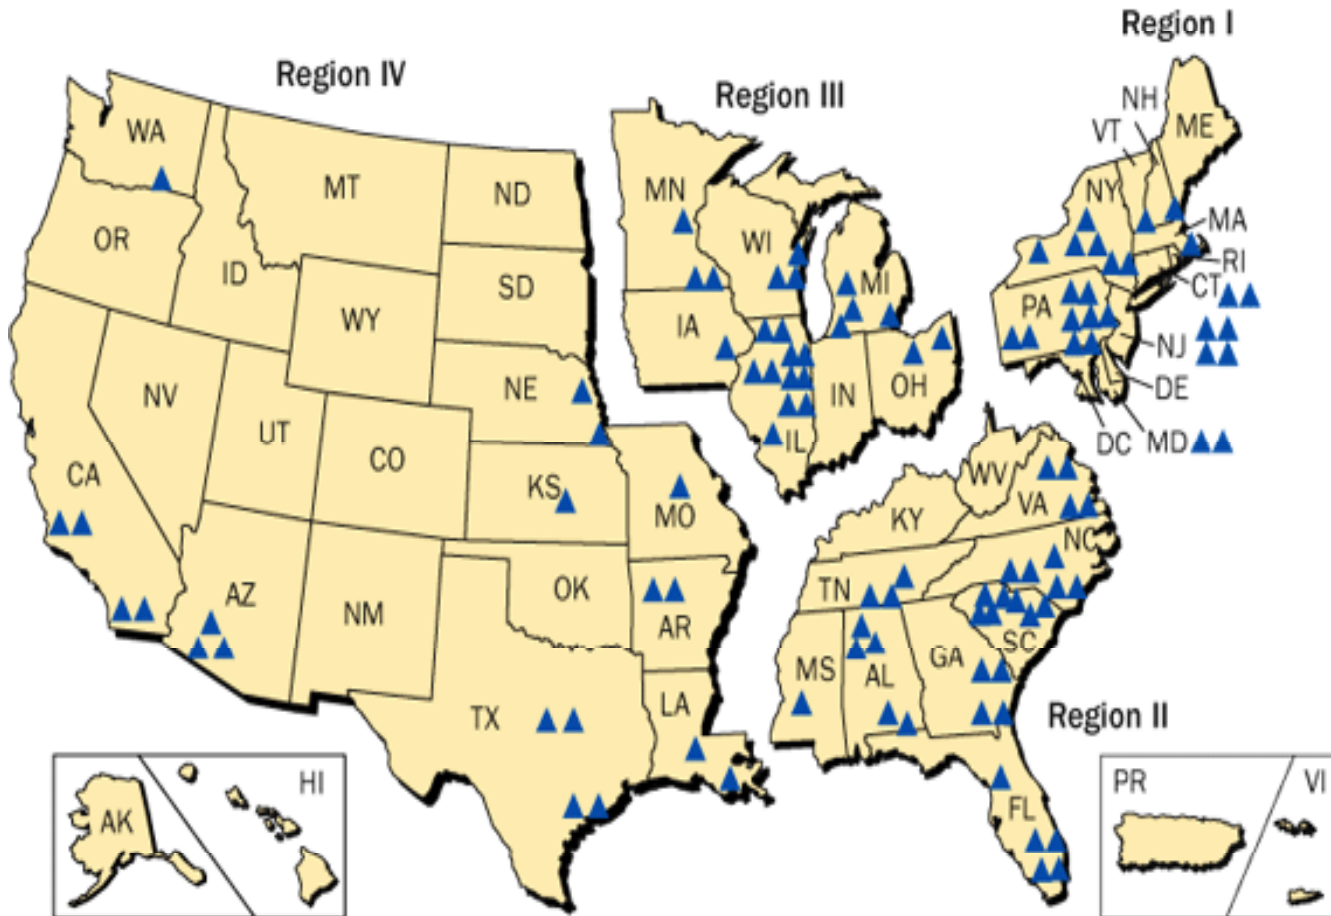 Region I
Region IV
Region III
NH
WA
VT
ME
MT
ND
MN
NY
OR
WI
MA
ID
SD
RI
MI
CT
WY
IA
PA
NV
NE
NJ
UT
IN
OH
DE
CO
IL
DC
MD
CA
KS
WV
MO
VA
KY
NC
AZ
NM
OK
TN
AR
SC
GA
MS
AL
TX
LA
Region II
HI
PR
VI
AK
FL